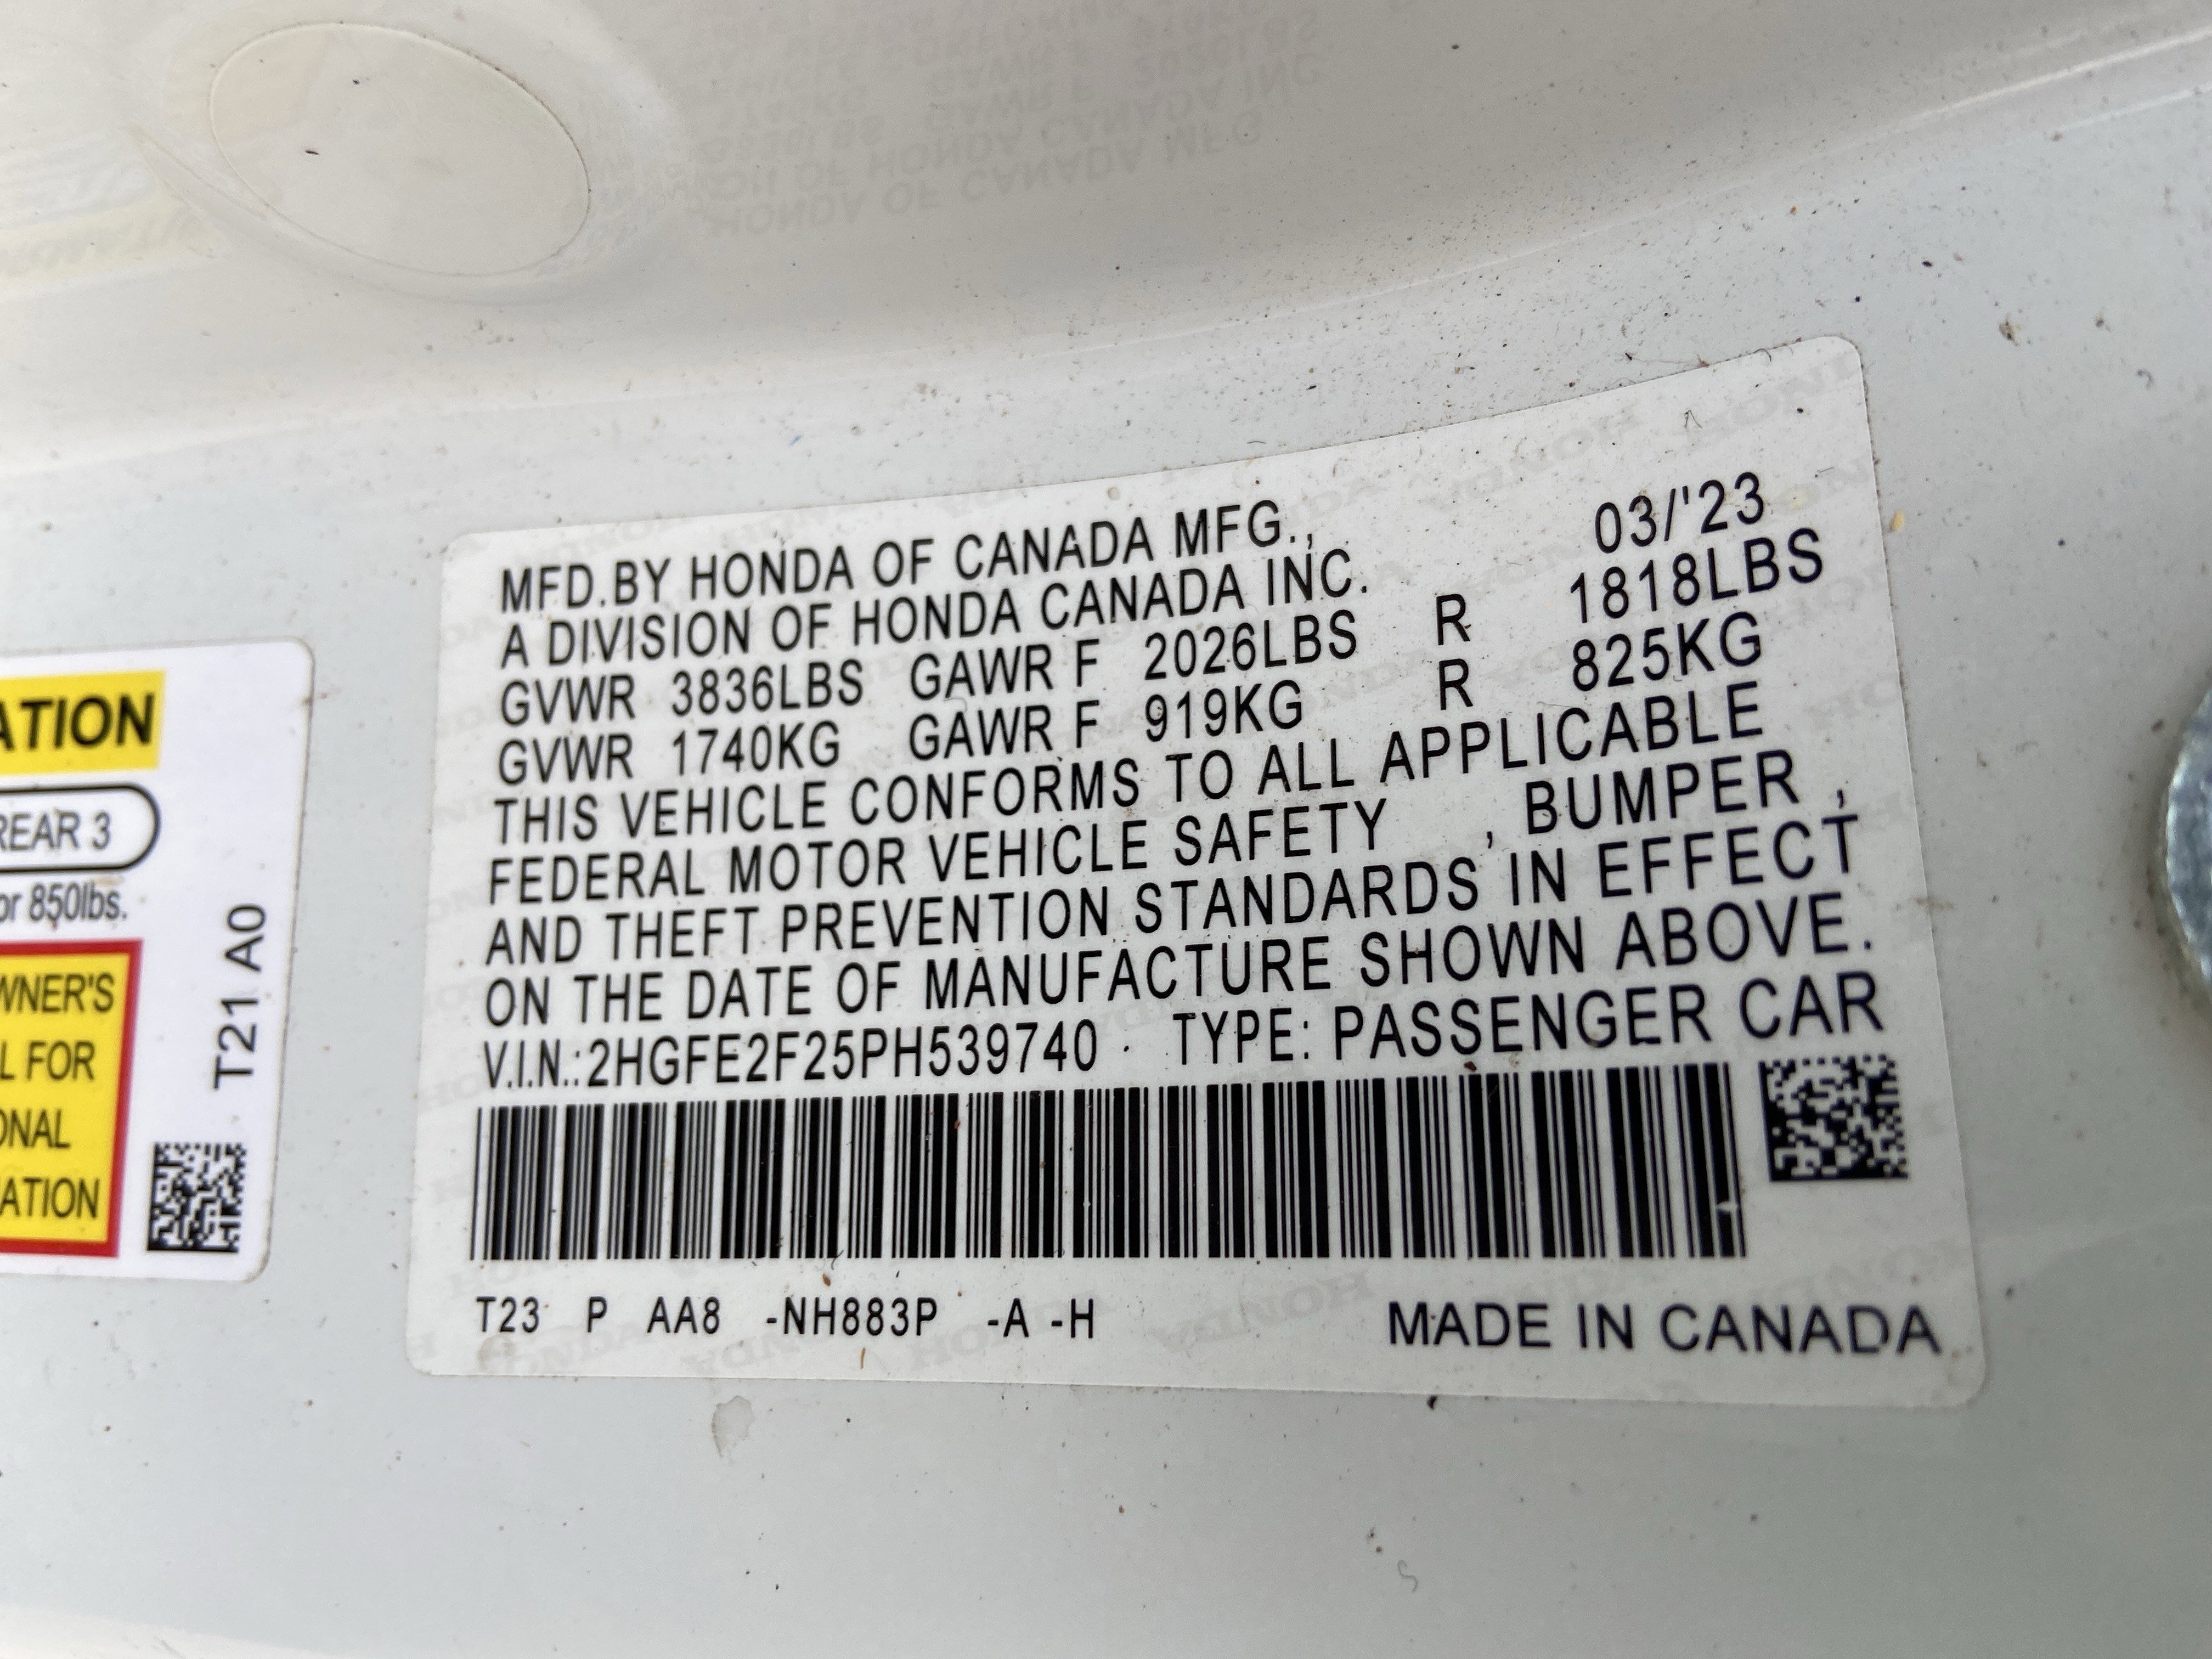 MFD.BY HONDA OF CANADA MFG.,
A DIVISION OF HONDA CANADA INC. 03/'23
GVWR 3836LBS GAWR F 2026LBS R 1818LBS
GVWR 1740KG GAWR F 919KG R 825KG
THIS VEHICLE CONFORMS TO ALL APPLICABLE
FEDERAL MOTOR VEHICLE SAFETY , BUMPER ,
AND THEFT PREVENTION STANDARDS IN EFFECT
ON THE DATE OF MANUFACTURE SHOWN ABOVE.
V.I.N.:2HGFE2F25PH539740 TYPE: PASSENGER CAR
T23 P AA8 -NH883P -A -H MADE IN CANADA
ATION
REAR 3
or 850lbs.
WNER'S
L FOR
ONAL
ATION
T21 A0